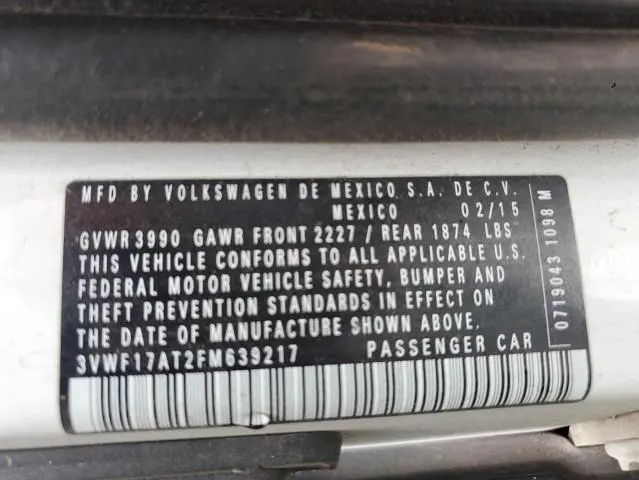 MFD BY VOLKSWAGEN DE MEXICO S.A. DE C.V.
MEXICO 02/15
GVWR 3990 GAWR FRONT 2227 / REAR 1874 LBS
THIS VEHICLE CONFORMS TO ALL APPLICABLE U.S.
FEDERAL MOTOR VEHICLE SAFETY, BUMPER AND
THEFT PREVENTION STANDARDS IN EFFECT ON
THE DATE OF MANUFACTURE SHOWN ABOVE.
3VWF17AT2FM639217 PASSENGER CAR
0719043 1098 M